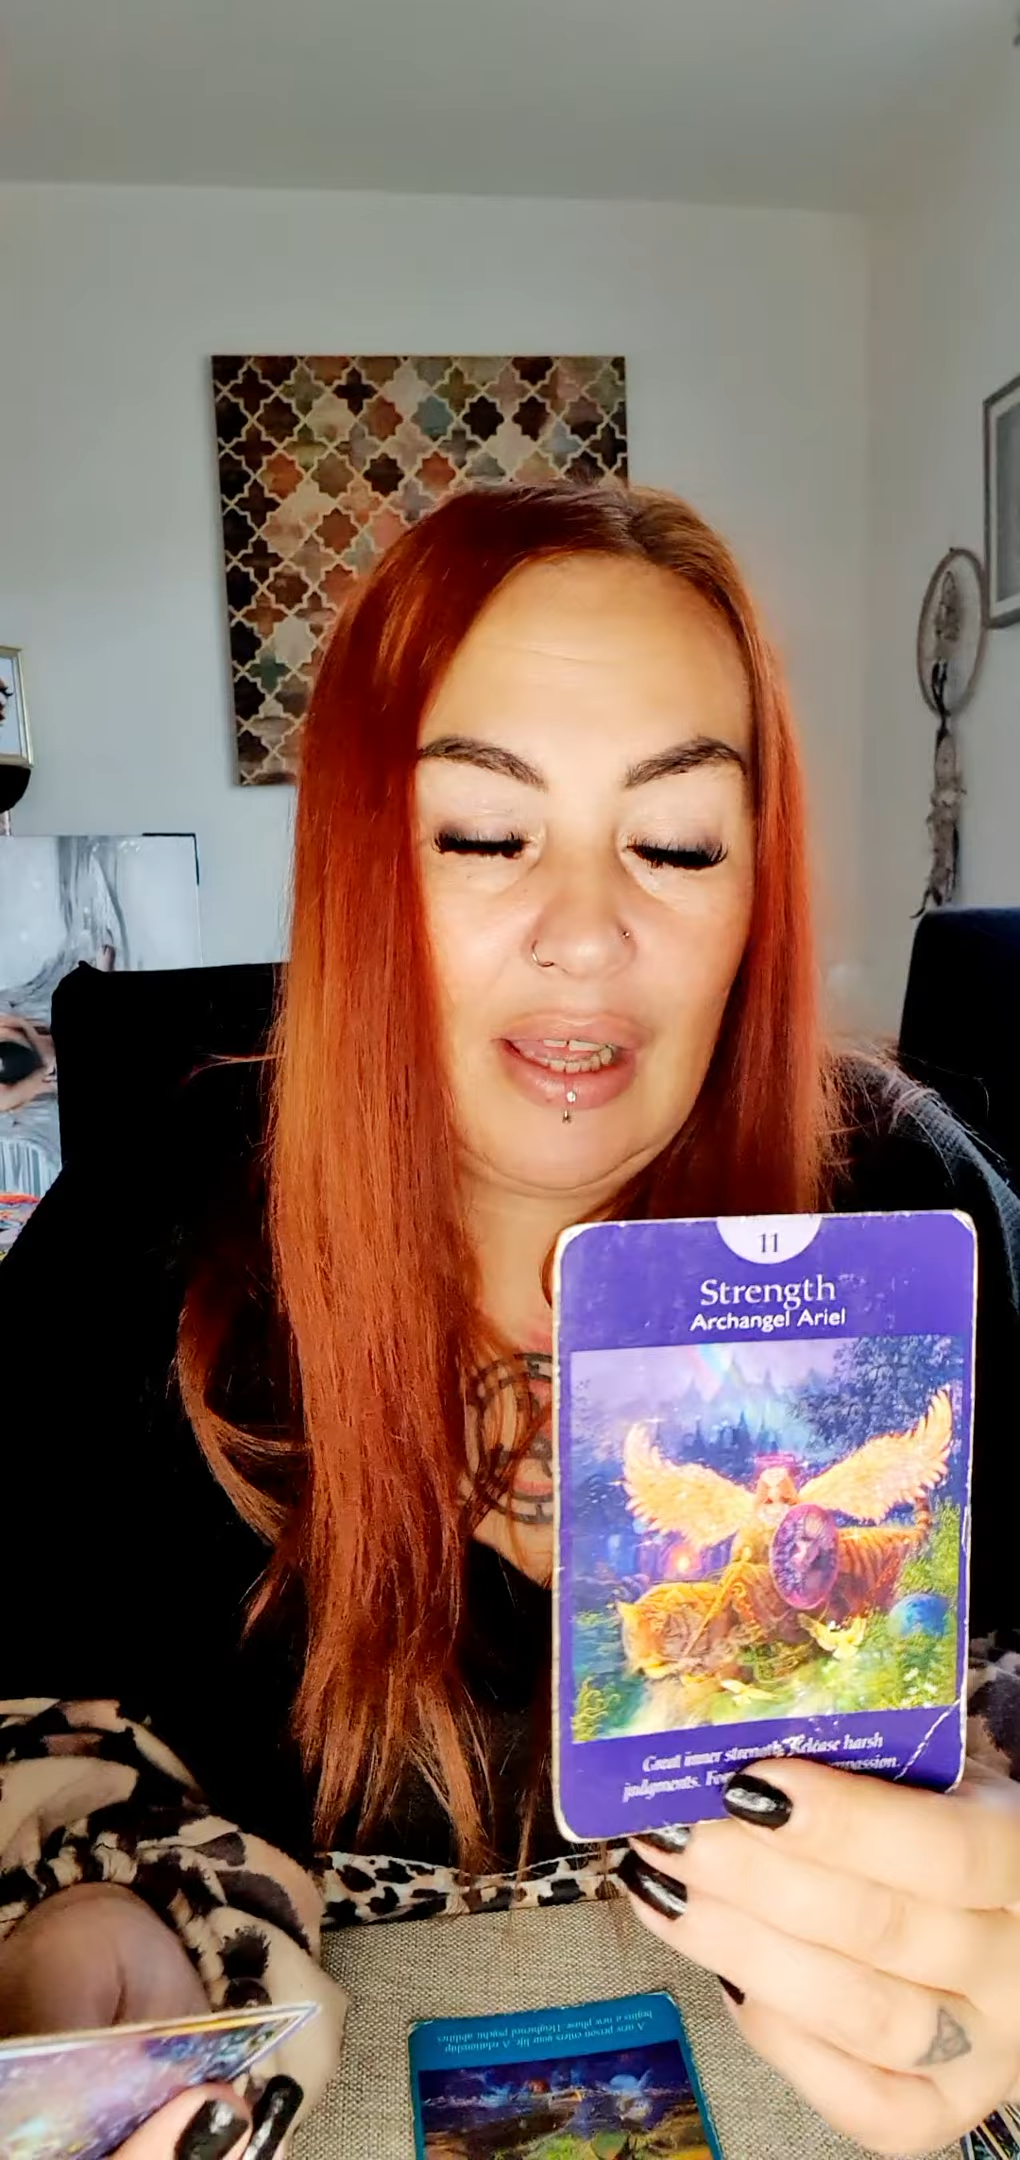 11
Strength
Archangel Ariel
Great inner strength. Release harsh
judgments. compassion.
A new person enters your life. A relationship
begins a new phase. Heightened psychic abilities